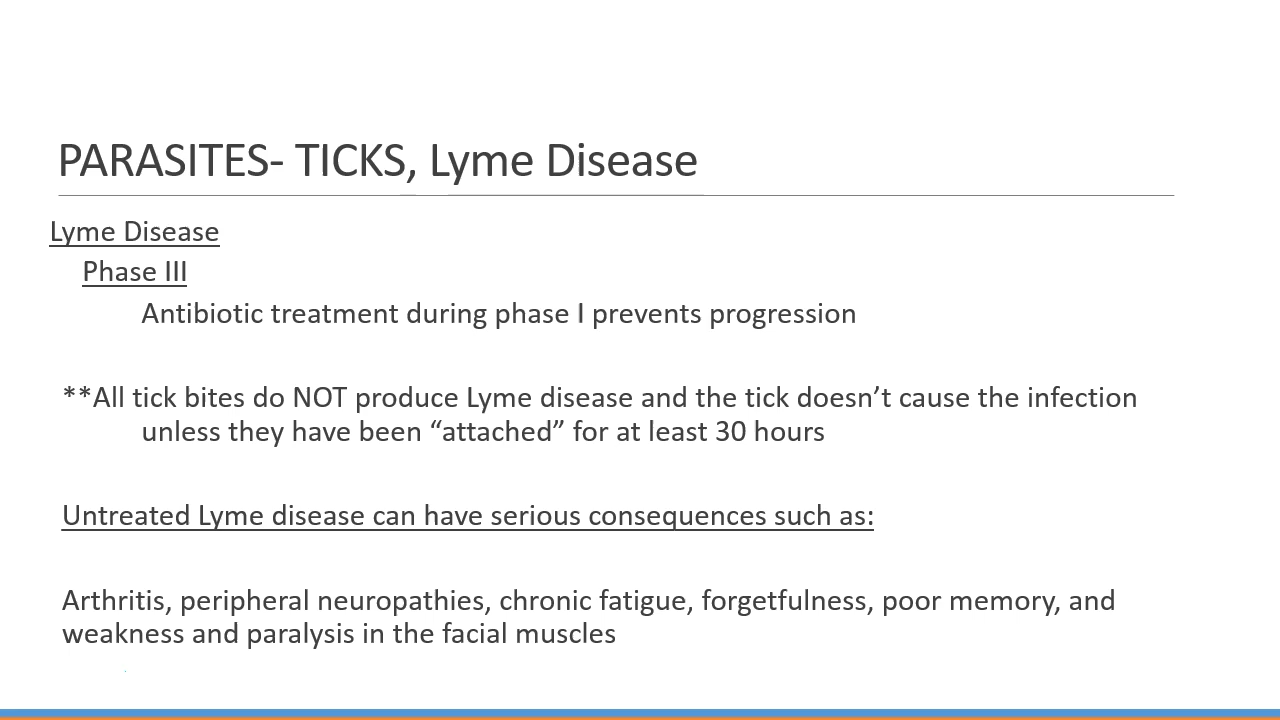 PARASITES- TICKS, Lyme Disease
Lyme Disease
Phase III
Antibiotic treatment during phase I prevents progression
**All tick bites do NOT produce Lyme disease and the tick doesn’t cause the infection
unless they have been “attached” for at least 30 hours
Untreated Lyme disease can have serious consequences such as:
Arthritis, peripheral neuropathies, chronic fatigue, forgetfulness, poor memory, and
weakness and paralysis in the facial muscles
.